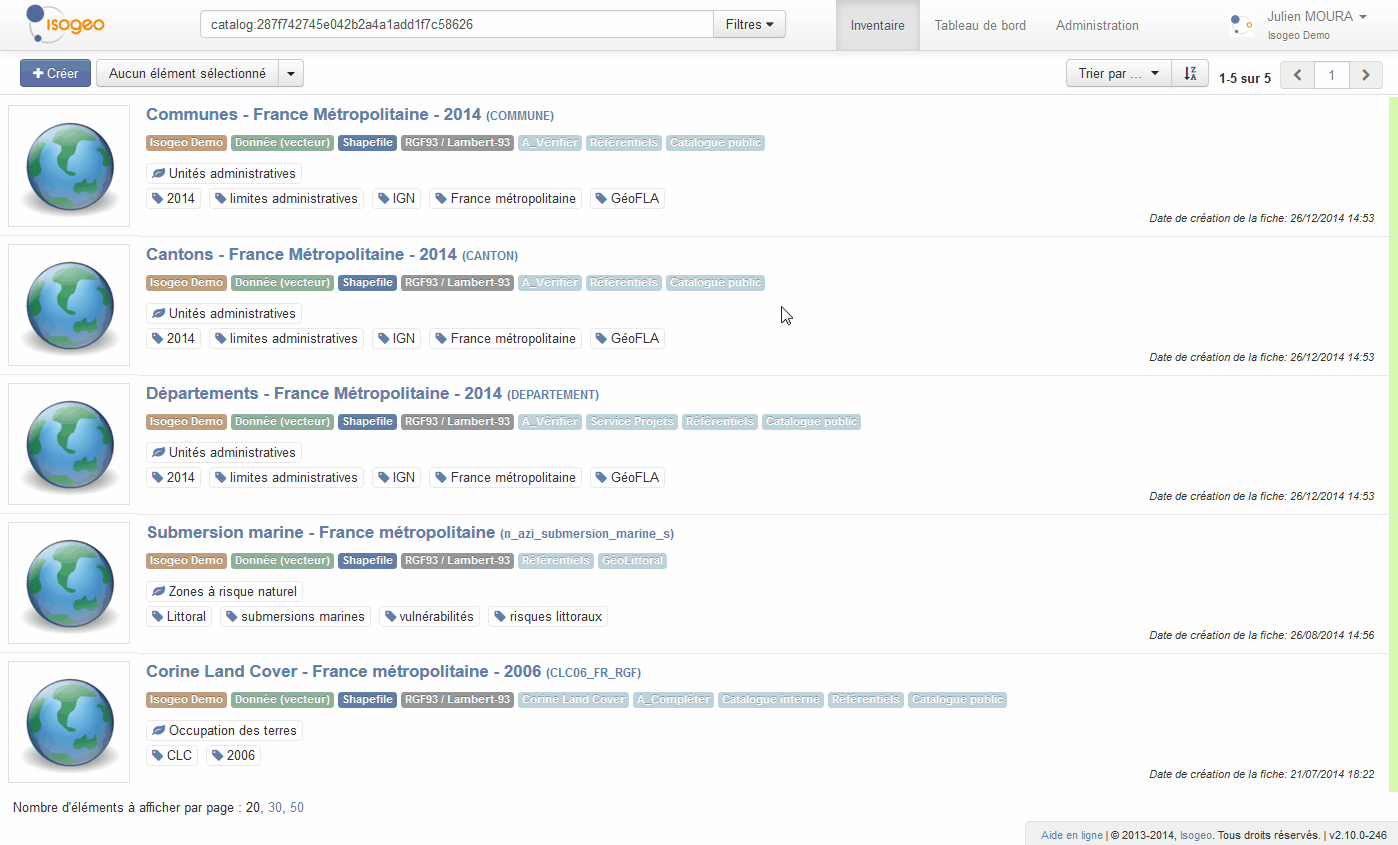 Isogeo
catalog:287f742745e042b2a4a1add1f7c58626
Filtres
Inventaire
Tableau de bord
Administration
Julien MOURA
Isogeo Demo
Créer
Aucun élément sélectionné
Trier par ...
1-5 sur 5
1
Communes - France Métropolitaine - 2014 (COMMUNE)
Isogeo Demo Donnée (vecteur) Shapefile RGF93 / Lambert-93 A_Vérifier Référentiels Catalogue public
Unités administratives
2014 limites administratives IGN France métropolitaine GéoFLA
Date de création de la fiche: 26/12/2014 14:53
Cantons - France Métropolitaine - 2014 (CANTON)
Isogeo Demo Donnée (vecteur) Shapefile RGF93 / Lambert-93 A_Vérifier Référentiels Catalogue public
Unités administratives
2014 limites administratives IGN France métropolitaine GéoFLA
Date de création de la fiche: 26/12/2014 14:53
Départements - France Métropolitaine - 2014 (DEPARTEMENT)
Isogeo Demo Donnée (vecteur) Shapefile RGF93 / Lambert-93 A_Vérifier Service Projets Référentiels Catalogue public
Unités administratives
2014 limites administratives IGN France métropolitaine GéoFLA
Date de création de la fiche: 26/12/2014 14:53
Submersion marine - France métropolitaine (n_azi_submersion_marine_s)
Isogeo Demo Donnée (vecteur) Shapefile RGF93 / Lambert-93 Référentiels GéoLittoral
Zones à risque naturel
Littoral submersions marines vulnérabilités risques littoraux
Date de création de la fiche: 26/08/2014 14:56
Corine Land Cover - France métropolitaine - 2006 (CLC06_FR_RGF)
Isogeo Demo Donnée (vecteur) Shapefile RGF93 / Lambert-93 Corine Land Cover A_Compléter Catalogue interne Référentiels Catalogue public
Occupation des terres
CLC 2006
Date de création de la fiche: 21/07/2014 18:22
Nombre d'éléments à afficher par page : 20, 30, 50
Aide en ligne | © 2013-2014, Isogeo. Tous droits réservés. | v2.10.0-246